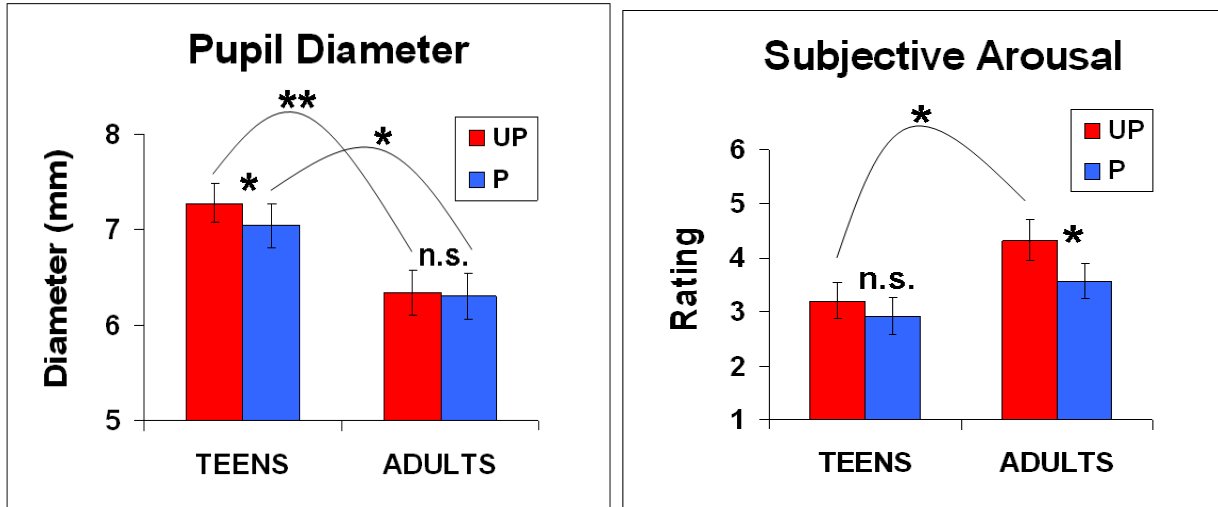 Pupil Diameter
**
*
UP
P
8
*
7
n.s.
6
5
Diameter (mm)
TEENS ADULTS
Subjective Arousal
*
UP
P
6
5
*
4
n.s.
3
2
1
Rating
TEENS ADULTS